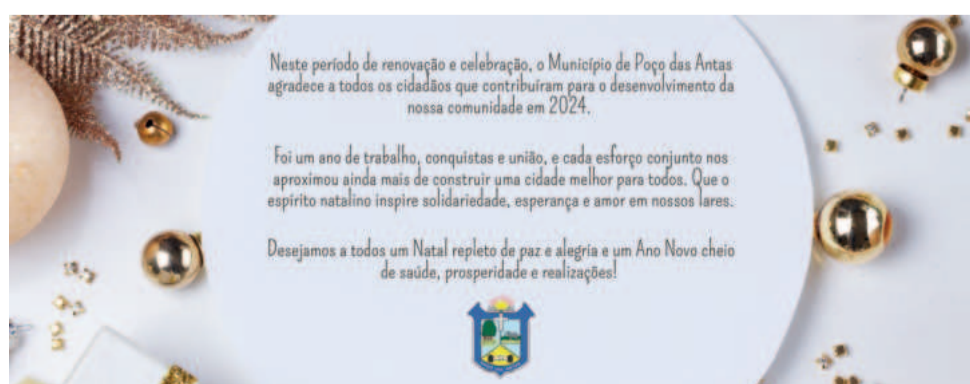 Neste período de renovação e celebração, o Município de Poço das Antas
agradece a todos os cidadãos que contribuíram para o desenvolvimento da
nossa comunidade em 2024.
Foi um ano de trabalho, conquistas e união, e cada esforço conjunto nos
aproximou ainda mais de construir uma cidade melhor para todos. Que o
espírito natalino inspire solidariedade, esperança e amor em nossos lares.
Desejamos a todos um Natal repleto de paz e alegria e um Ano Novo cheio
de saúde, prosperidade e realizações!